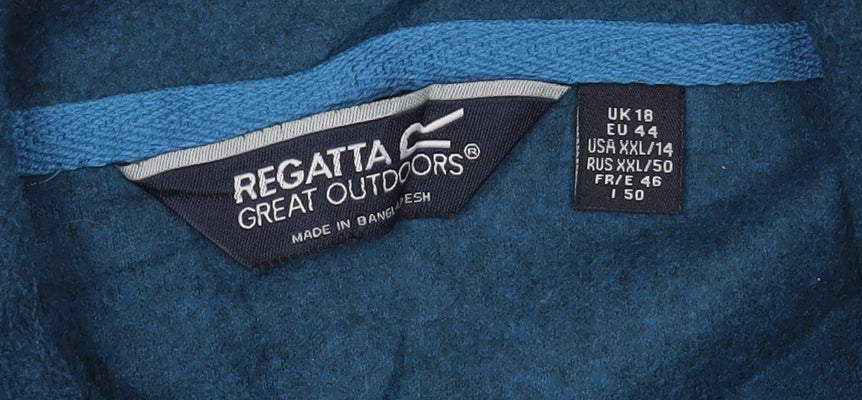 REGATTA
GREAT OUTDOORS®
MADE IN BANGLADESH
UK 18
EU 44
USA XXL/14
RUS XXL/50
FR/E 46
I 50